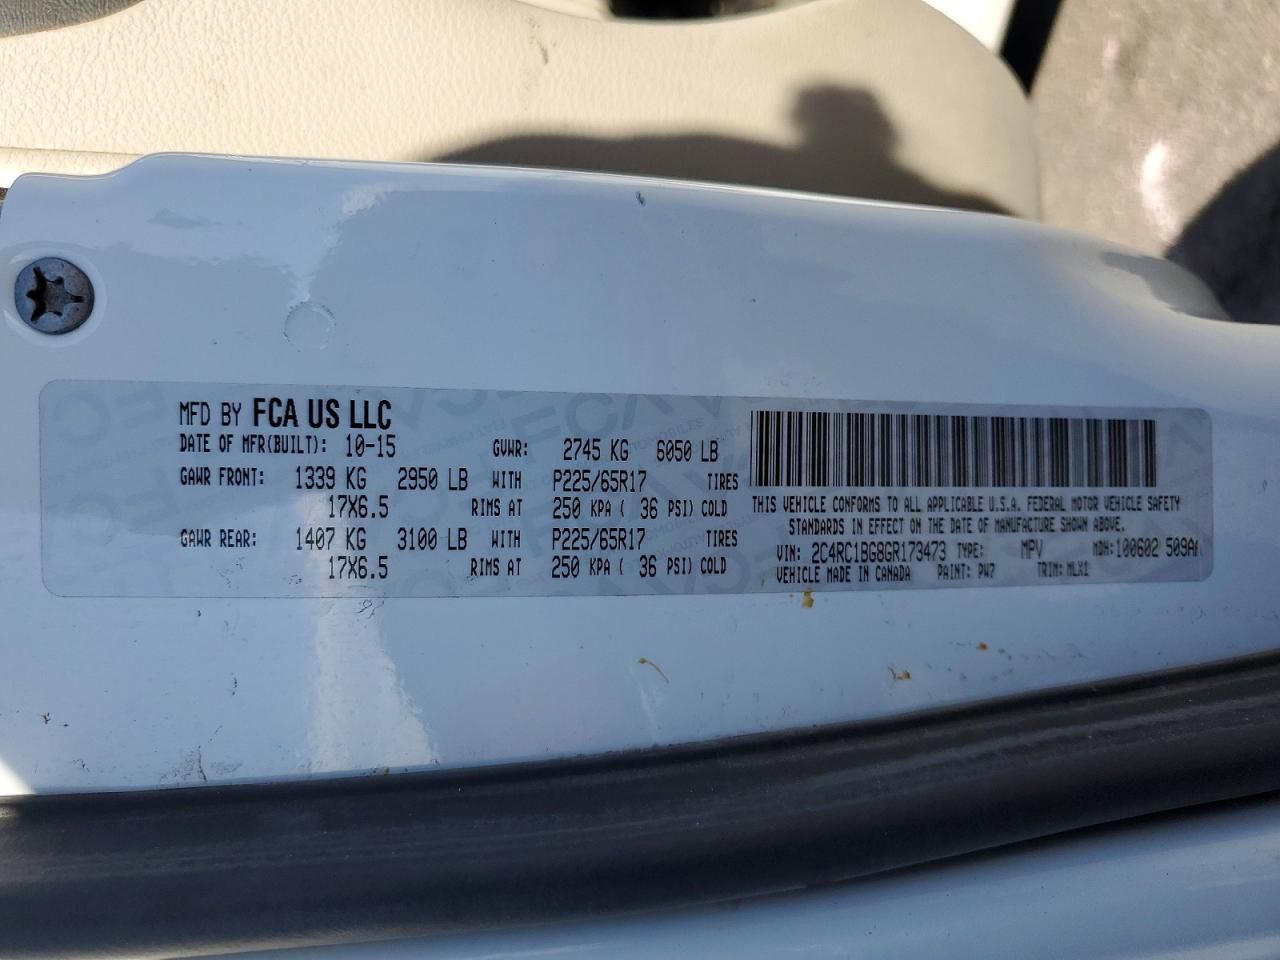 MFD BY FCA US LLC
DATE OF MFR(BUILT): 10-15 GVWR: 2745 KG 6050 LB
GAWR FRONT: 1339 KG 2950 LB WITH P225/65R17 TIRES
17X6.5 RIMS AT 250 KPA ( 36 PSI) COLD
GAWR REAR: 1407 KG 3100 LB WITH P225/65R17 TIRES
17X6.5 RIMS AT 250 KPA ( 36 PSI) COLD
THIS VEHICLE CONFORMS TO ALL APPLICABLE U.S.A. FEDERAL MOTOR VEHICLE SAFETY
STANDARDS IN EFFECT ON THE DATE OF MANUFACTURE SHOWN ABOVE.
VIN: 2C4RC1BG8GR173473 TYPE: MPV MDH: 100602 509AA
VEHICLE MADE IN CANADA PAINT: PW7 TRIM: MLX1